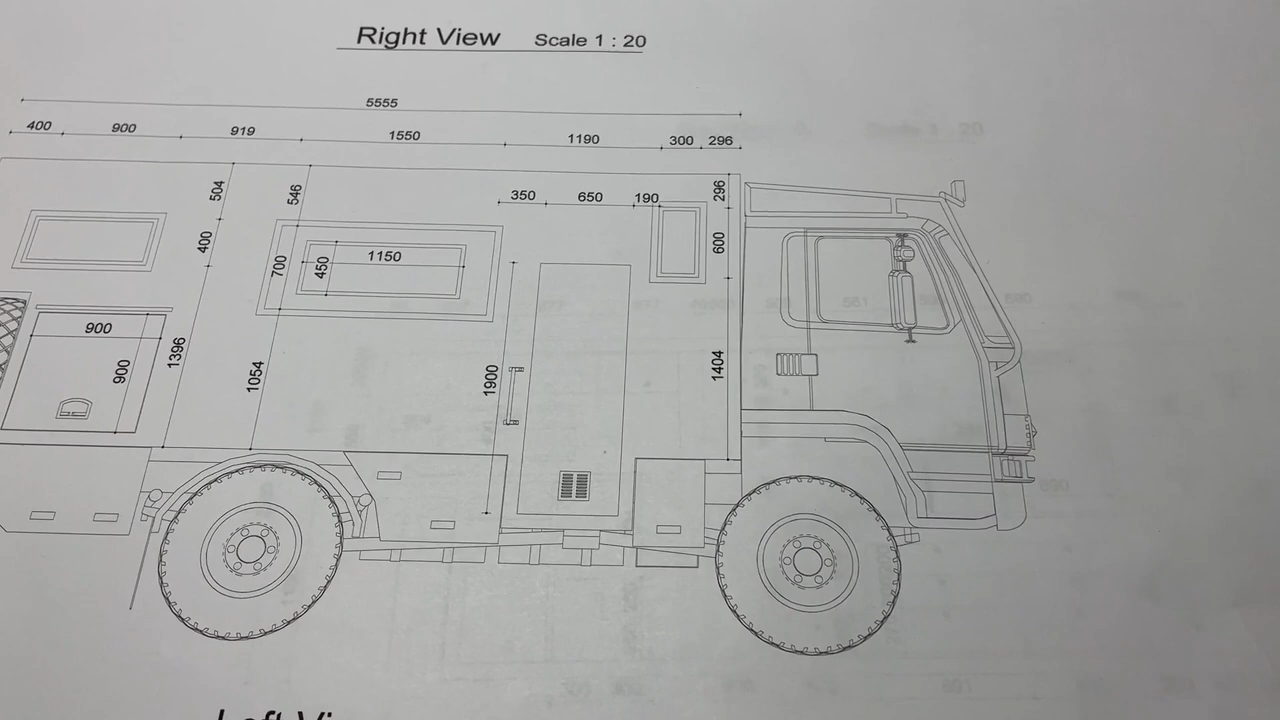 Right View Scale 1 : 20
5555
400 900 919 1550 1190 300 296
504 546 350 650 190 296
400 700 450 1150 600
900 900 1396 1054 1900 1404